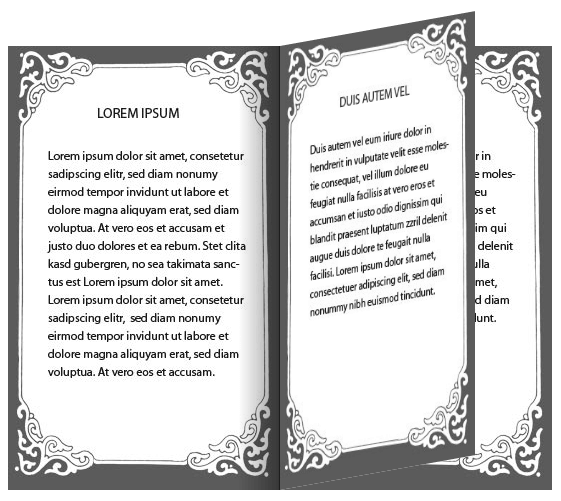 LOREM IPSUM
Lorem ipsum dolor sit amet, consetetur
sadipscing elitr, sed diam nonumy
eirmod tempor invidunt ut labore et
dolore magna aliquyam erat, sed diam
voluptua. At vero eos et accusam et
justo duo dolores et ea rebum. Stet clita
kasd gubergren, no sea takimata sanc-
tus est Lorem ipsum dolor sit amet.
Lorem ipsum dolor sit amet, consetetur
sadipscing elitr, sed diam nonumy
eirmod tempor invidunt ut labore et
dolore magna aliquyam erat, sed diam
voluptua. At vero eos et accusam.
DUIS AUTEM VEL
Duis autem vel eum iriure dolor in
hendrerit in vulputate velit esse moles-
tie consequat, vel illum dolore eu
feugiat nulla facilisis at vero eros et
accumsan et iusto odio dignissim qui
blandit praesent luptatum zzril delenit
augue duis dolore te feugait nulla
facilisi. Lorem ipsum dolor sit amet,
consectetuer adipiscing elit, sed diam
nonummy nibh euismod tincidunt.
r in
e moles-
eu
os et
im qui
delenit
ulla
met,
d diam
unt.